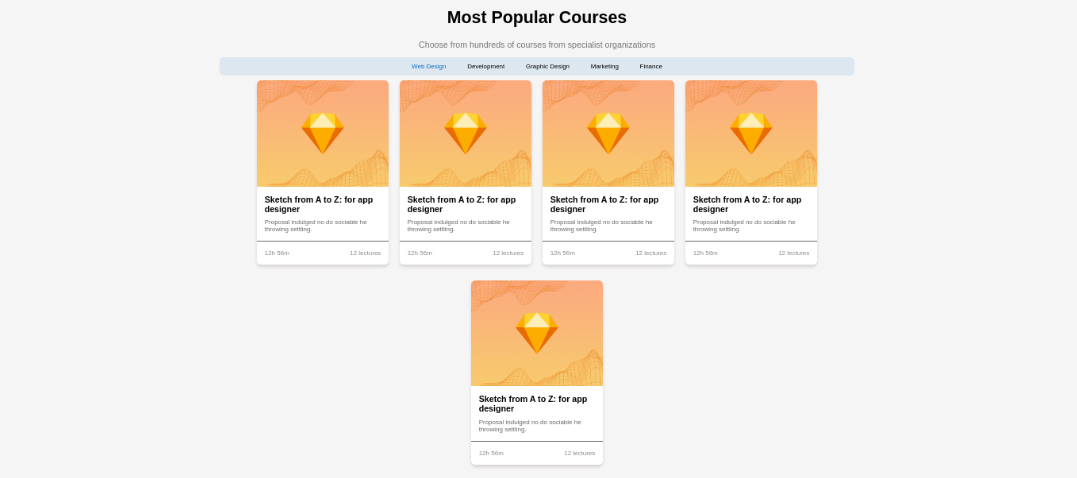 Most Popular Courses
Choose from hundreds of courses from specialist organizations
Web Design Development Graphic Design Marketing Finance
Sketch from A to Z: for app
designer
Proposal indulged no do sociable he
throwing settling.
12h 56m 12 lectures
Sketch from A to Z: for app
designer
Proposal indulged no do sociable he
throwing settling.
12h 56m 12 lectures
Sketch from A to Z: for app
designer
Proposal indulged no do sociable he
throwing settling.
12h 56m 12 lectures
Sketch from A to Z: for app
designer
Proposal indulged no do sociable he
throwing settling.
12h 56m 12 lectures
Sketch from A to Z: for app
designer
Proposal indulged no do sociable he
throwing settling.
12h 56m 12 lectures